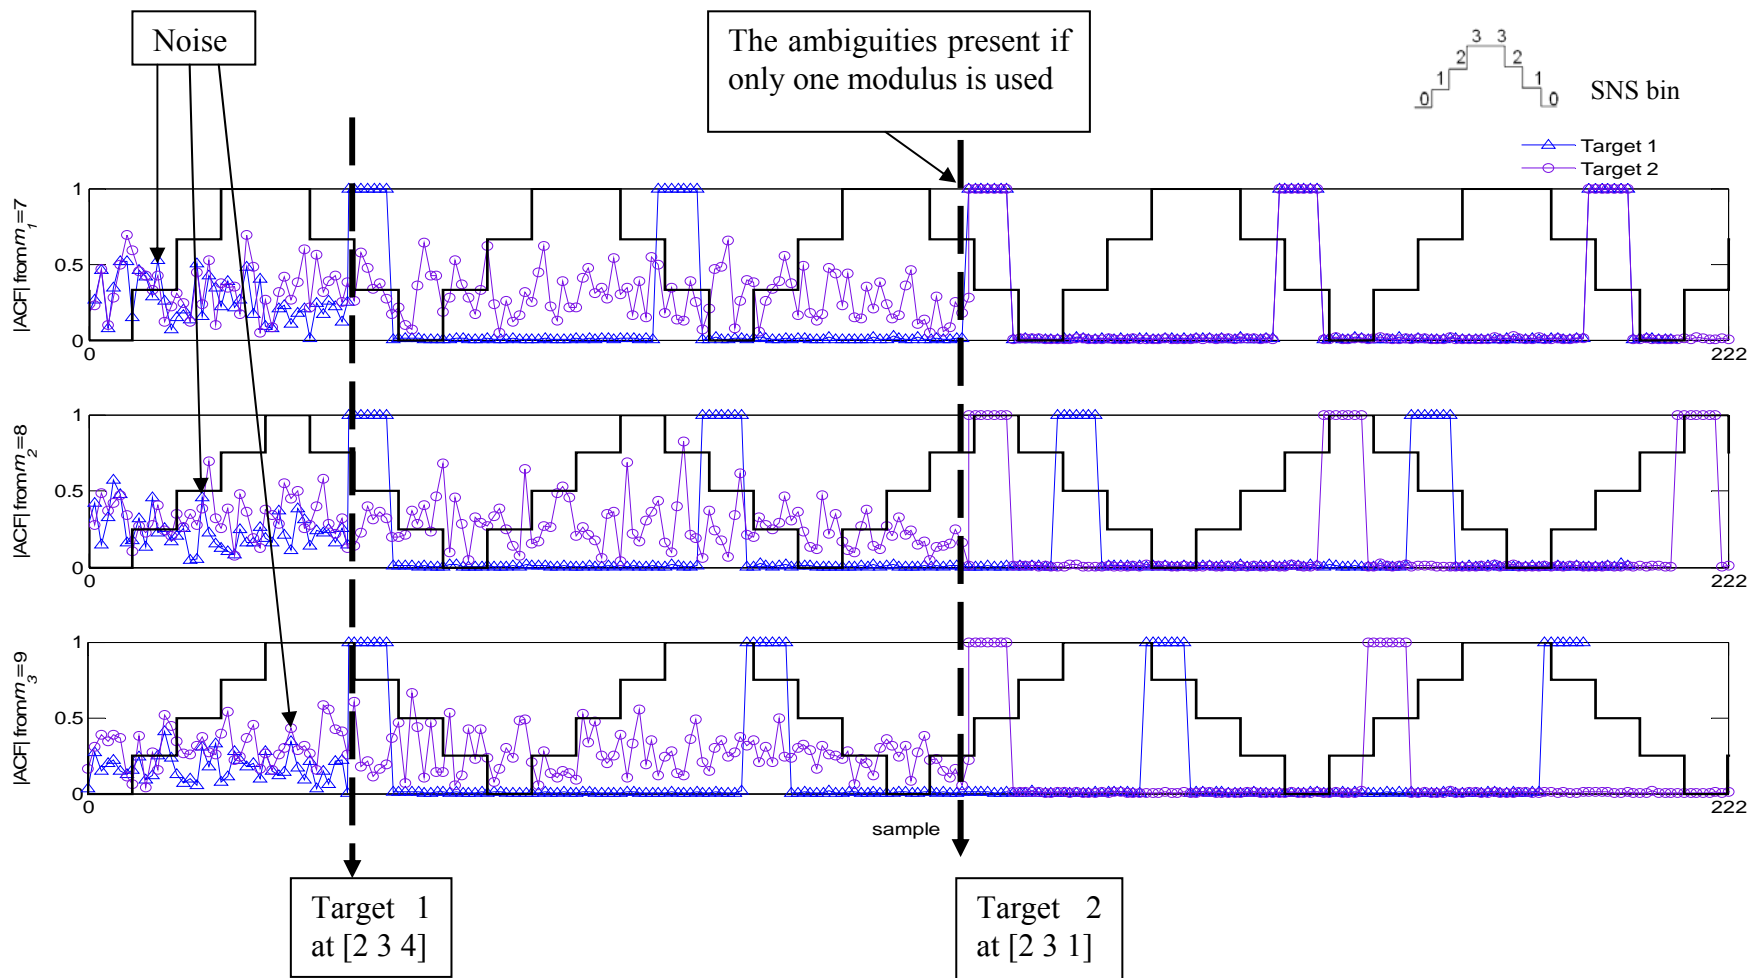 Noise
The ambiguities present if
only one modulus is used
0 1 2 3 3 2 1 0
SNS bin
Target 1
Target 2
|ACF| from m1=7
1
0.5
0
0
222
|ACF| from m2=8
1
0.5
0
0
222
|ACF| from m3=9
1
0.5
0
0
222
sample
Target 1
at [2 3 4]
Target 2
at [2 3 1]